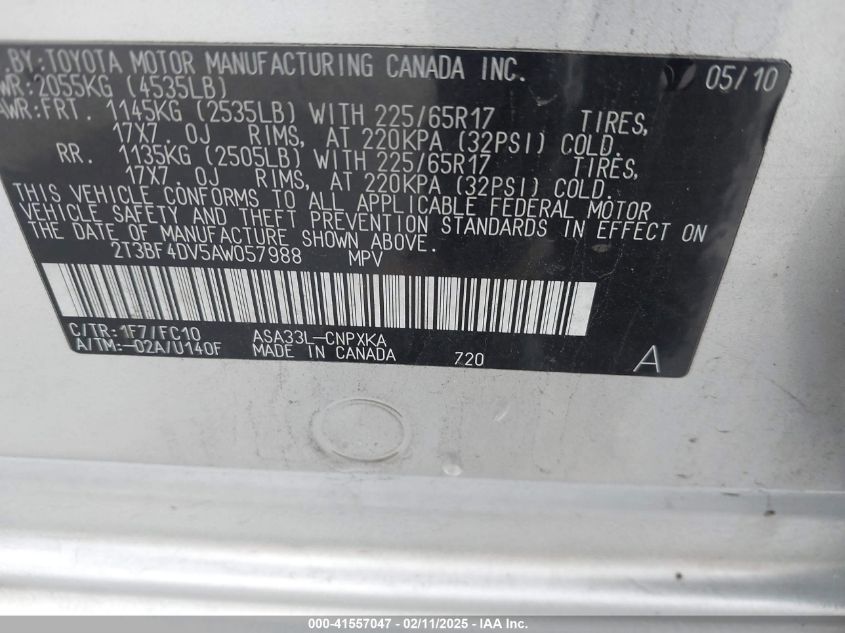 BY: TOYOTA MOTOR MANUFACTURING CANADA INC. 05/10
WR: 2055KG (4535LB)
AWR: FRT. 1145KG (2535LB) WITH 225/65R17 TIRES,
17X7.0J RIMS, AT 220KPA (32PSI) COLD.
RR. 1135KG (2505LB) WITH 225/65R17 TIRES,
17X7.0J RIMS, AT 220KPA (32PSI) COLD.
THIS VEHICLE CONFORMS TO ALL APPLICABLE FEDERAL MOTOR
VEHICLE SAFETY AND THEFT PREVENTION STANDARDS IN EFFECT ON
THE DATE OF MANUFACTURE SHOWN ABOVE.
2T3BF4DV5AW057988 MPV
C/TR: 1F7/FC10 ASA33L-CNPXKA
A/TM: -02A/U140F MADE IN CANADA 720 A
000-41557047 - 02/11/2025 - IAA Inc.